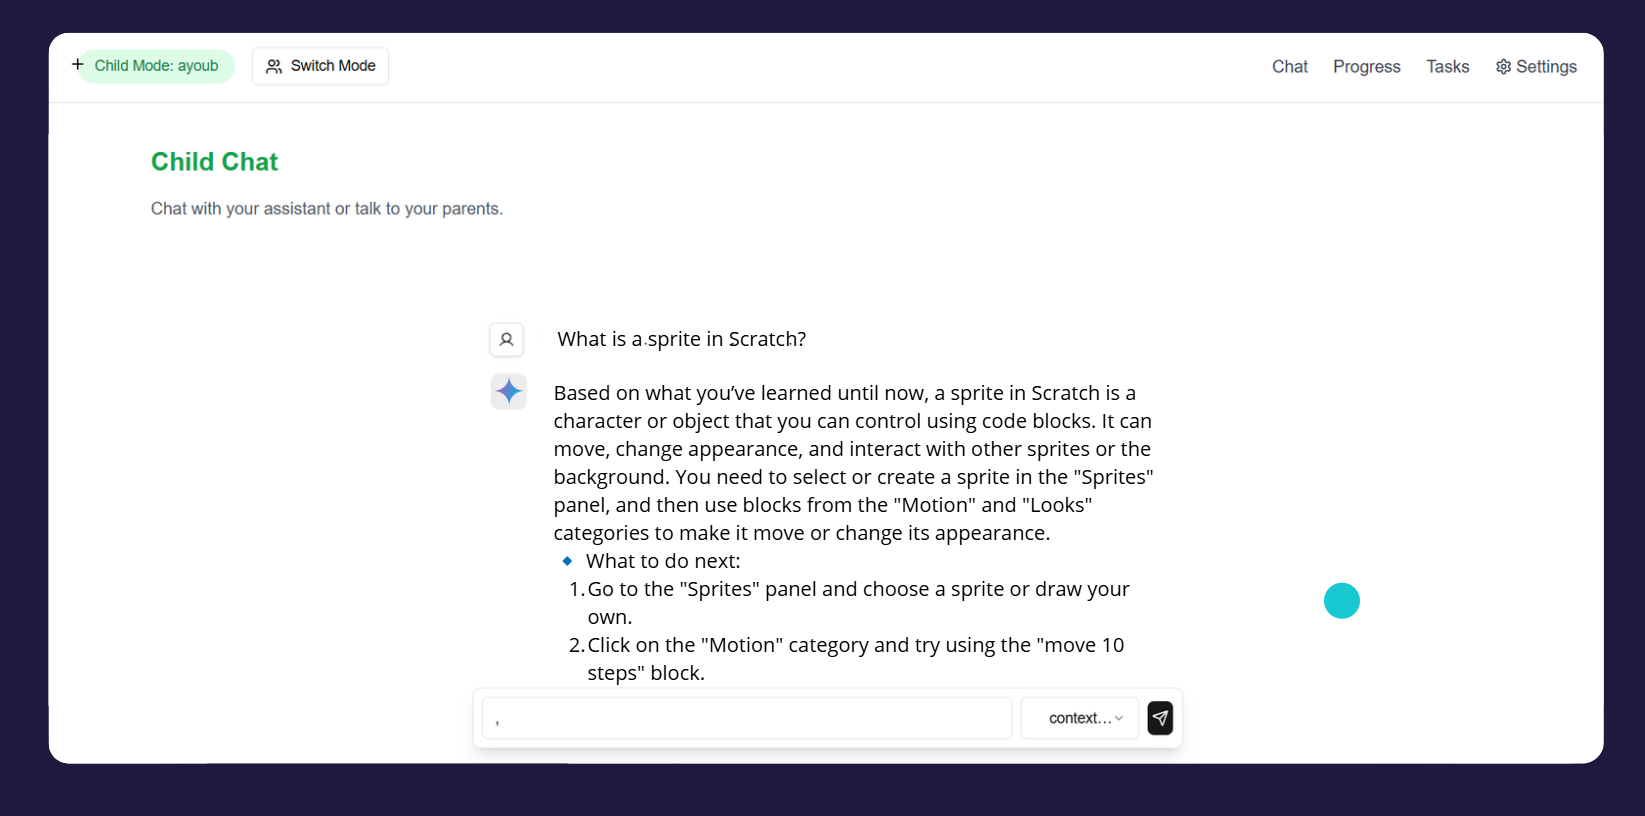 + Child Mode: ayoub Switch Mode Chat Progress Tasks Settings
Child Chat
Chat with your assistant or talk to your parents.
What is a sprite in Scratch?
Based on what you’ve learned until now, a sprite in Scratch is a
character or object that you can control using code blocks. It can
move, change appearance, and interact with other sprites or the
background. You need to select or create a sprite in the "Sprites"
panel, and then use blocks from the "Motion" and "Looks"
categories to make it move or change its appearance.
🔹 What to do next:
1. Go to the "Sprites" panel and choose a sprite or draw your
own.
2. Click on the "Motion" category and try using the "move 10
steps" block.
, context...